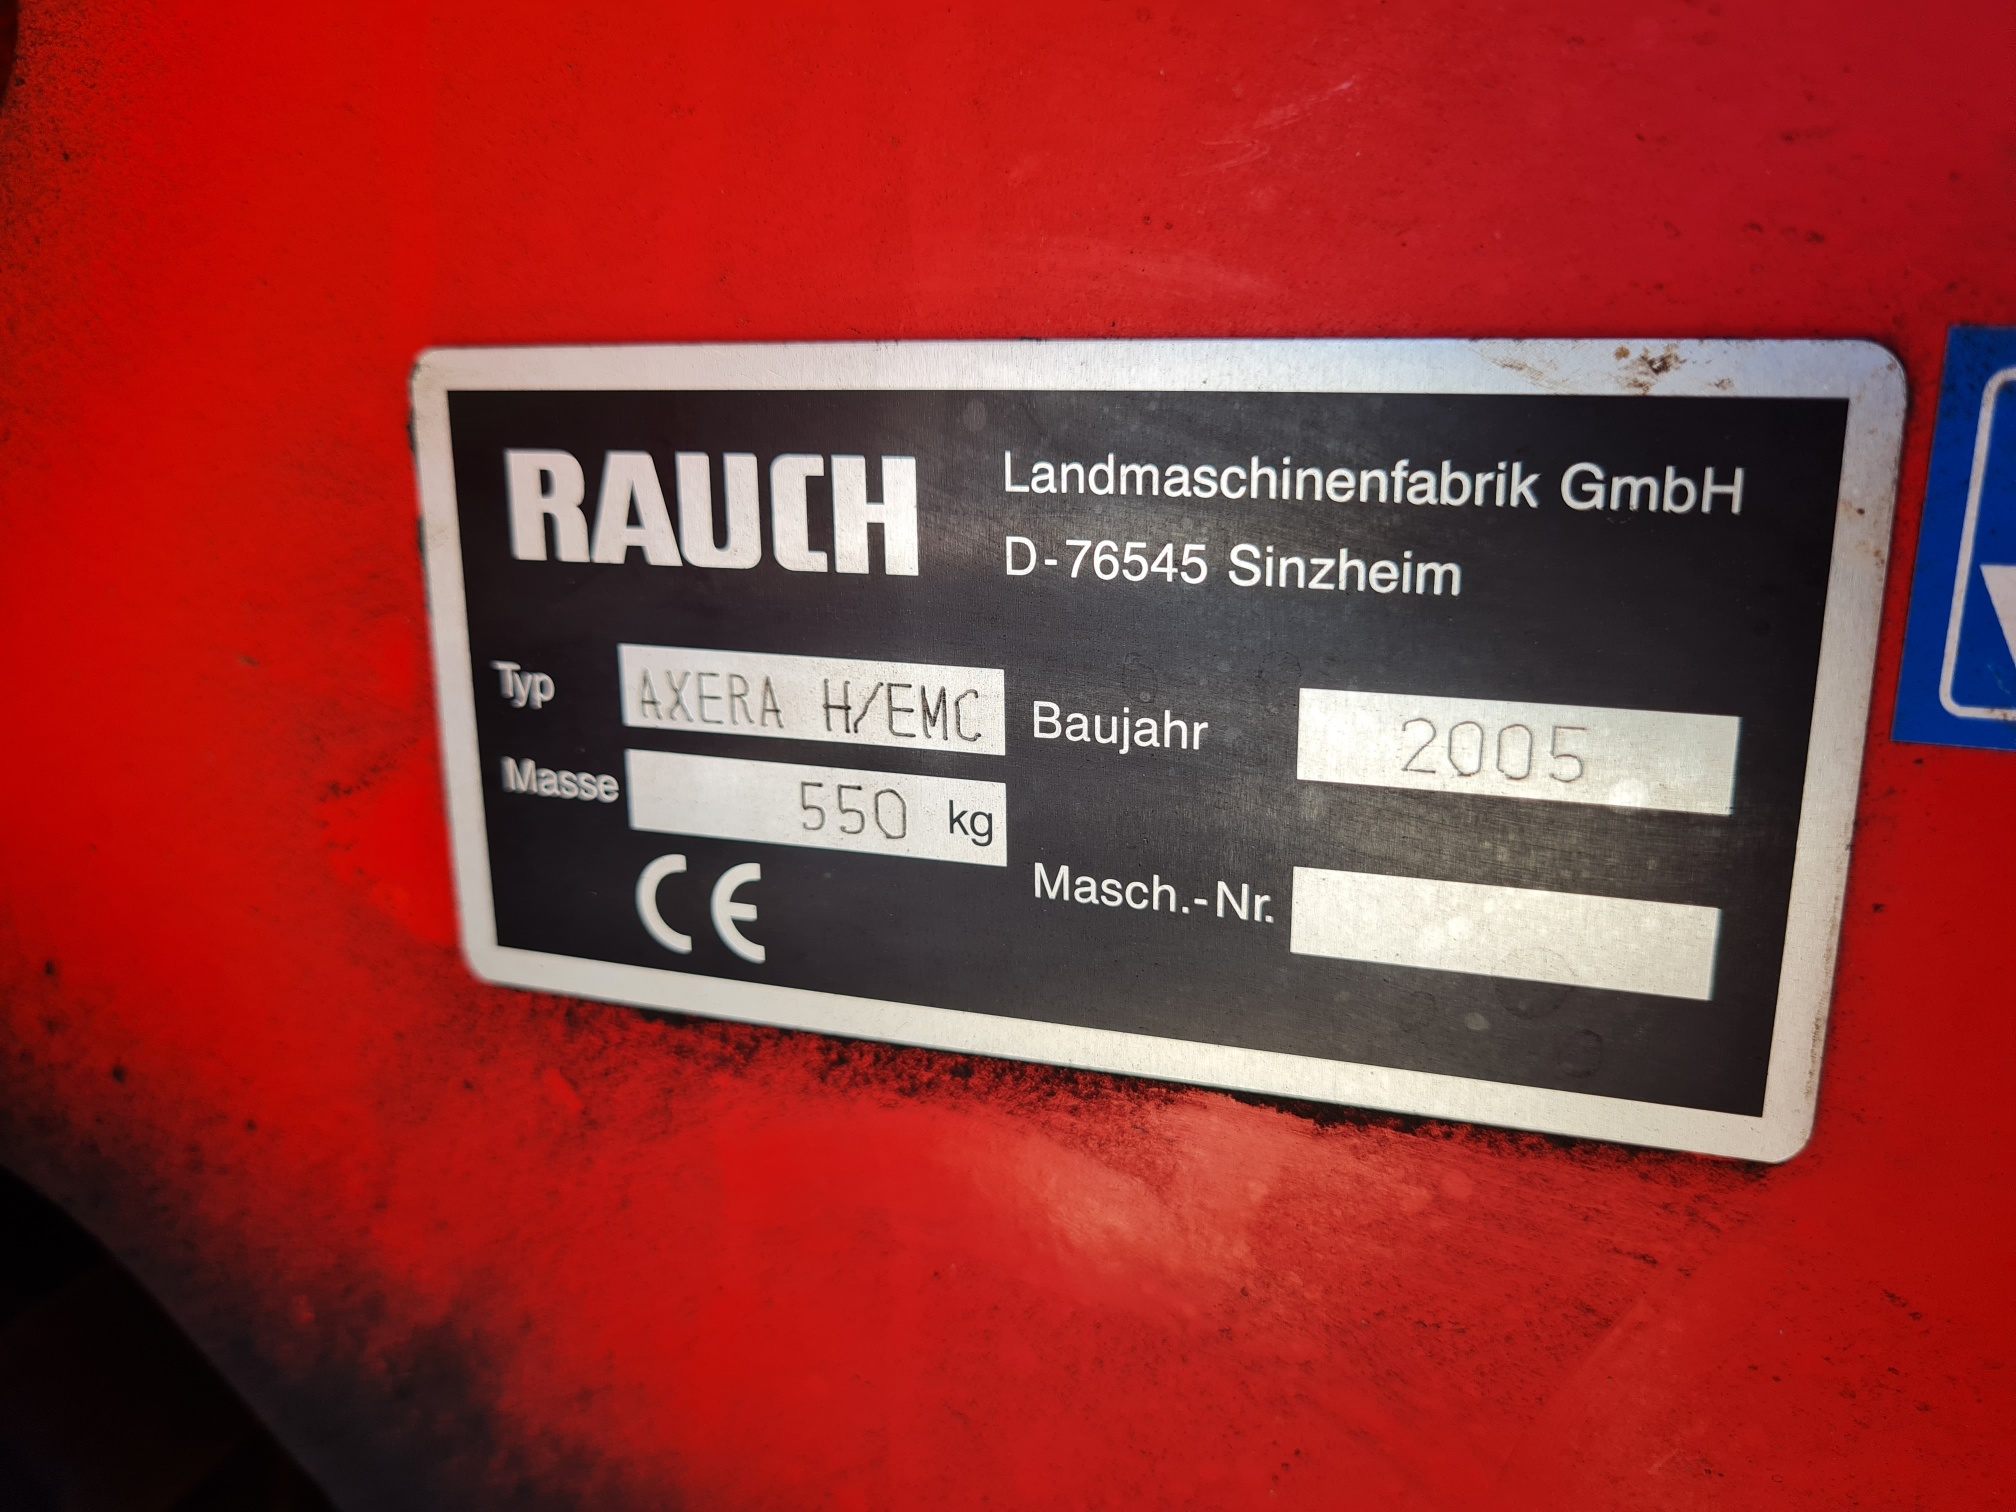 RAUCH
Landmaschinenfabrik GmbH
D-76545 Sinzheim
Typ AXERA H/EMC
Baujahr 2005
Masse 550 kg
Masch.-Nr.
CE